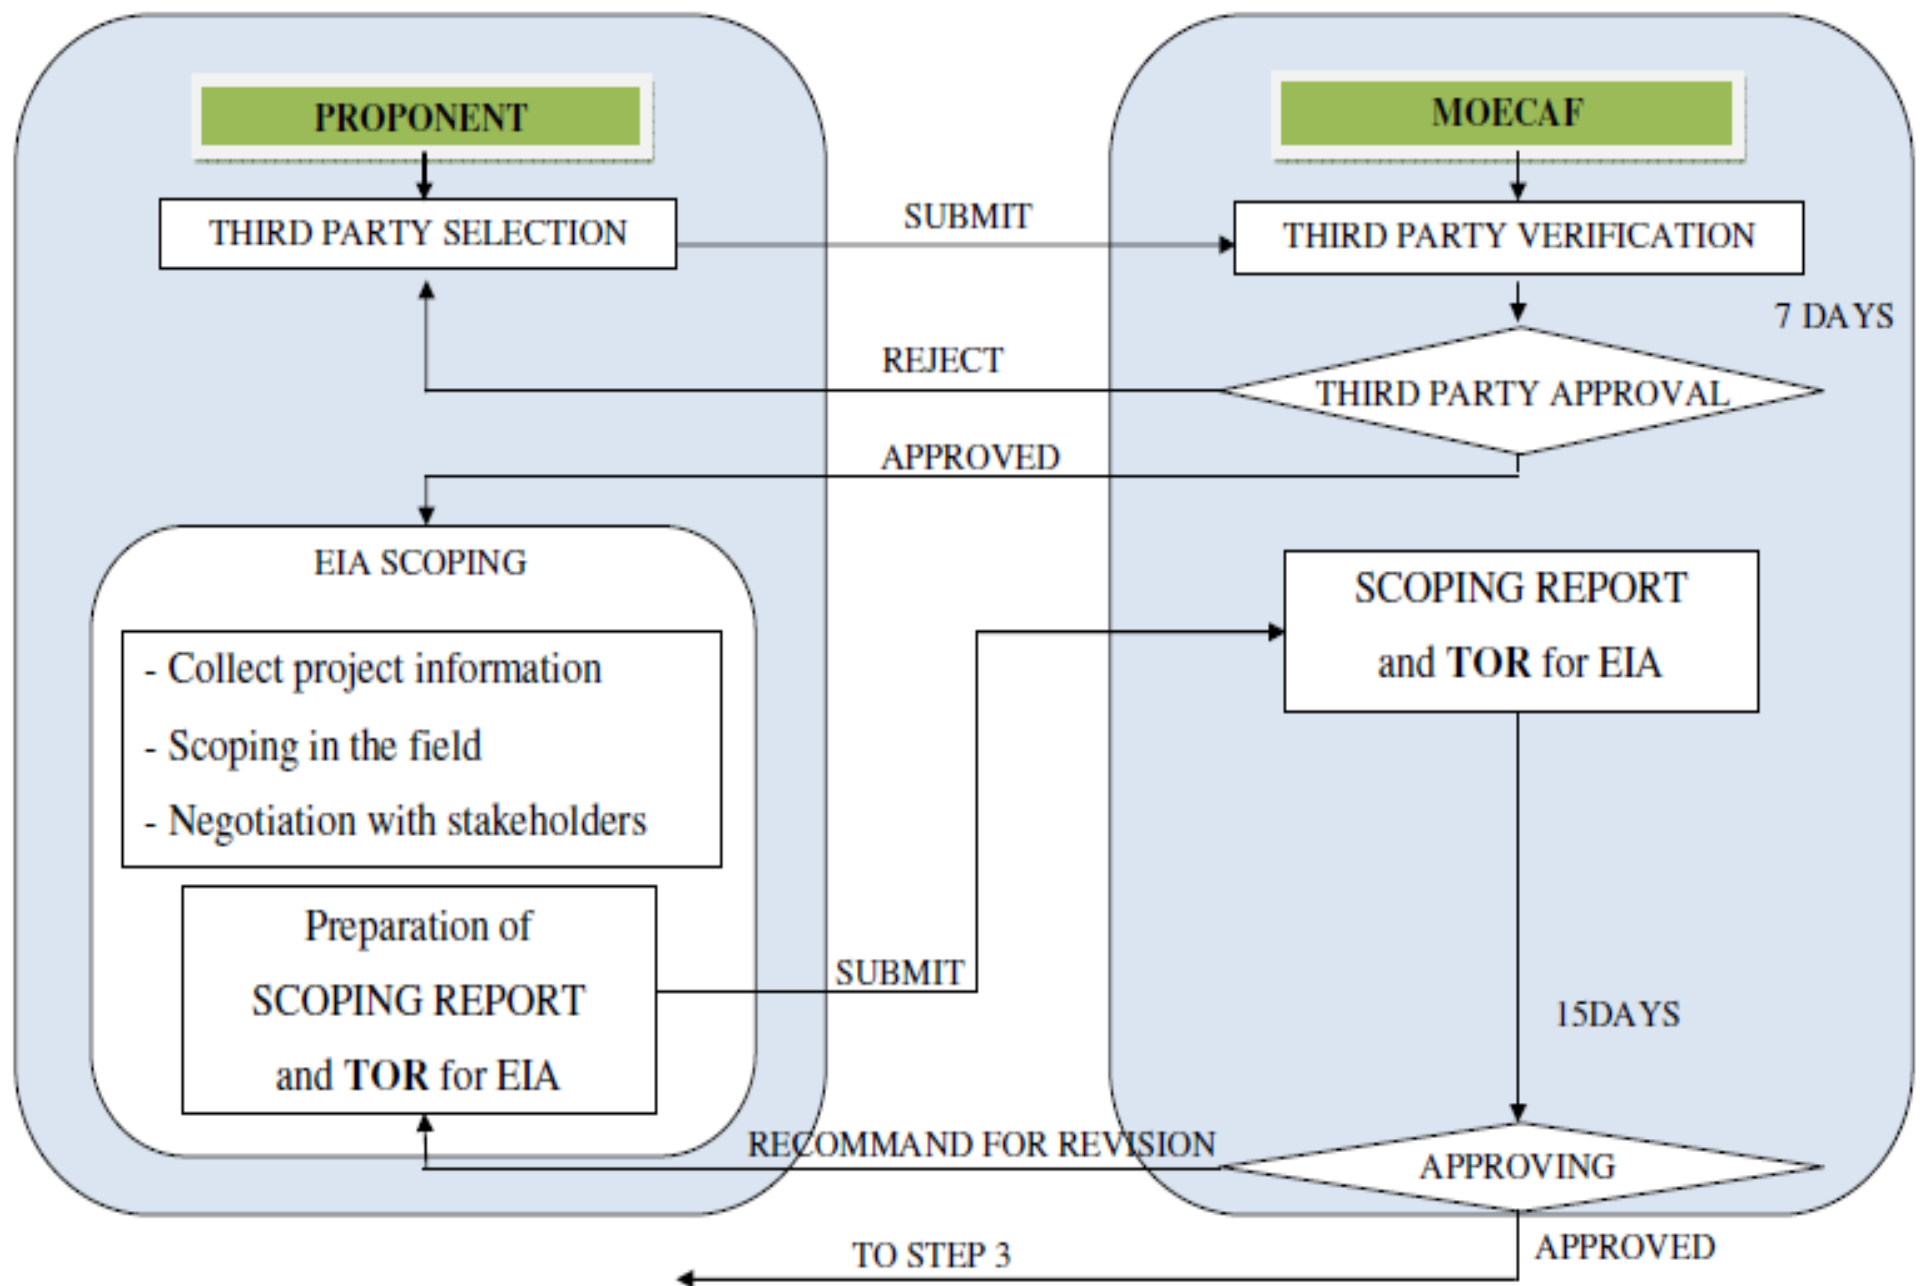 PROPONENT
MOECAF
THIRD PARTY SELECTION
SUBMIT
THIRD PARTY VERIFICATION
7 DAYS
REJECT
THIRD PARTY APPROVAL
APPROVED
EIA SCOPING
- Collect project information
- Scoping in the field
- Negotiation with stakeholders
SCOPING REPORT
and TOR for EIA
Preparation of
SCOPING REPORT
and TOR for EIA
SUBMIT
15DAYS
RECOMMAND FOR REVISION
APPROVING
TO STEP 3
APPROVED